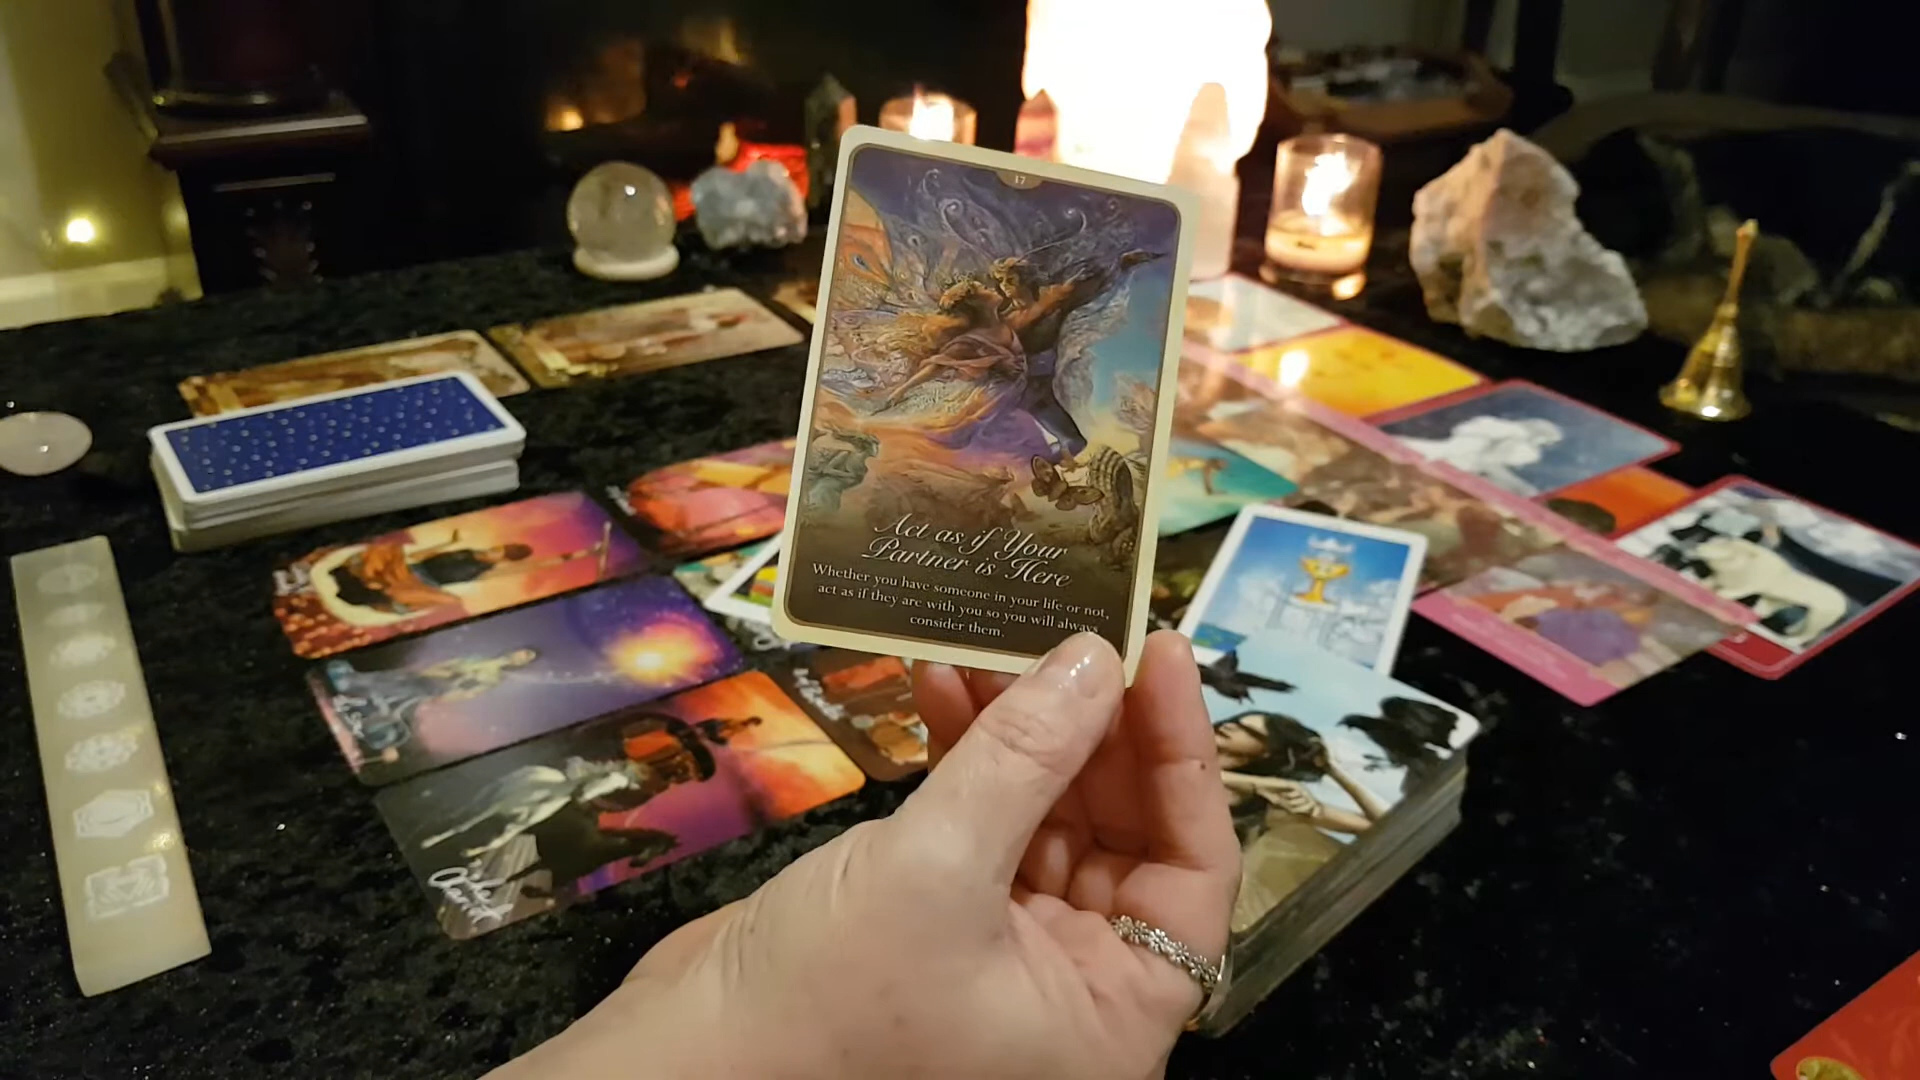 17
Act as if Your
Partner is Here
Whether you have someone in your life or not,
act as if they are with you so you will always
consider them.